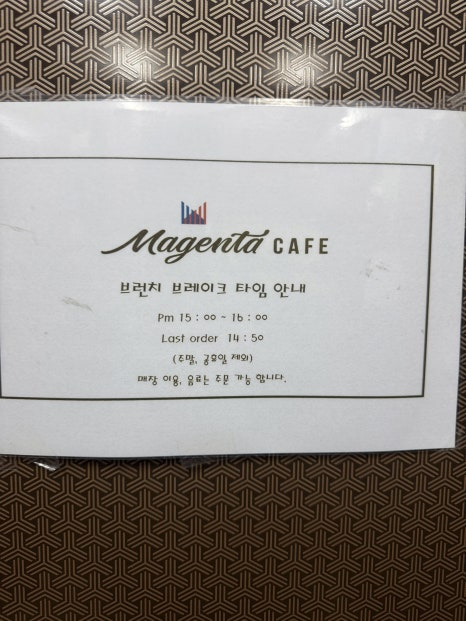 Magenta CAFE
브런치 브레이크 타임 안내
Pm 15 : 00 ~ 16 : 00
Last order 14 : 50
(주말, 공휴일 제외)
매장 이용, 음료는 주문 가능 합니다.